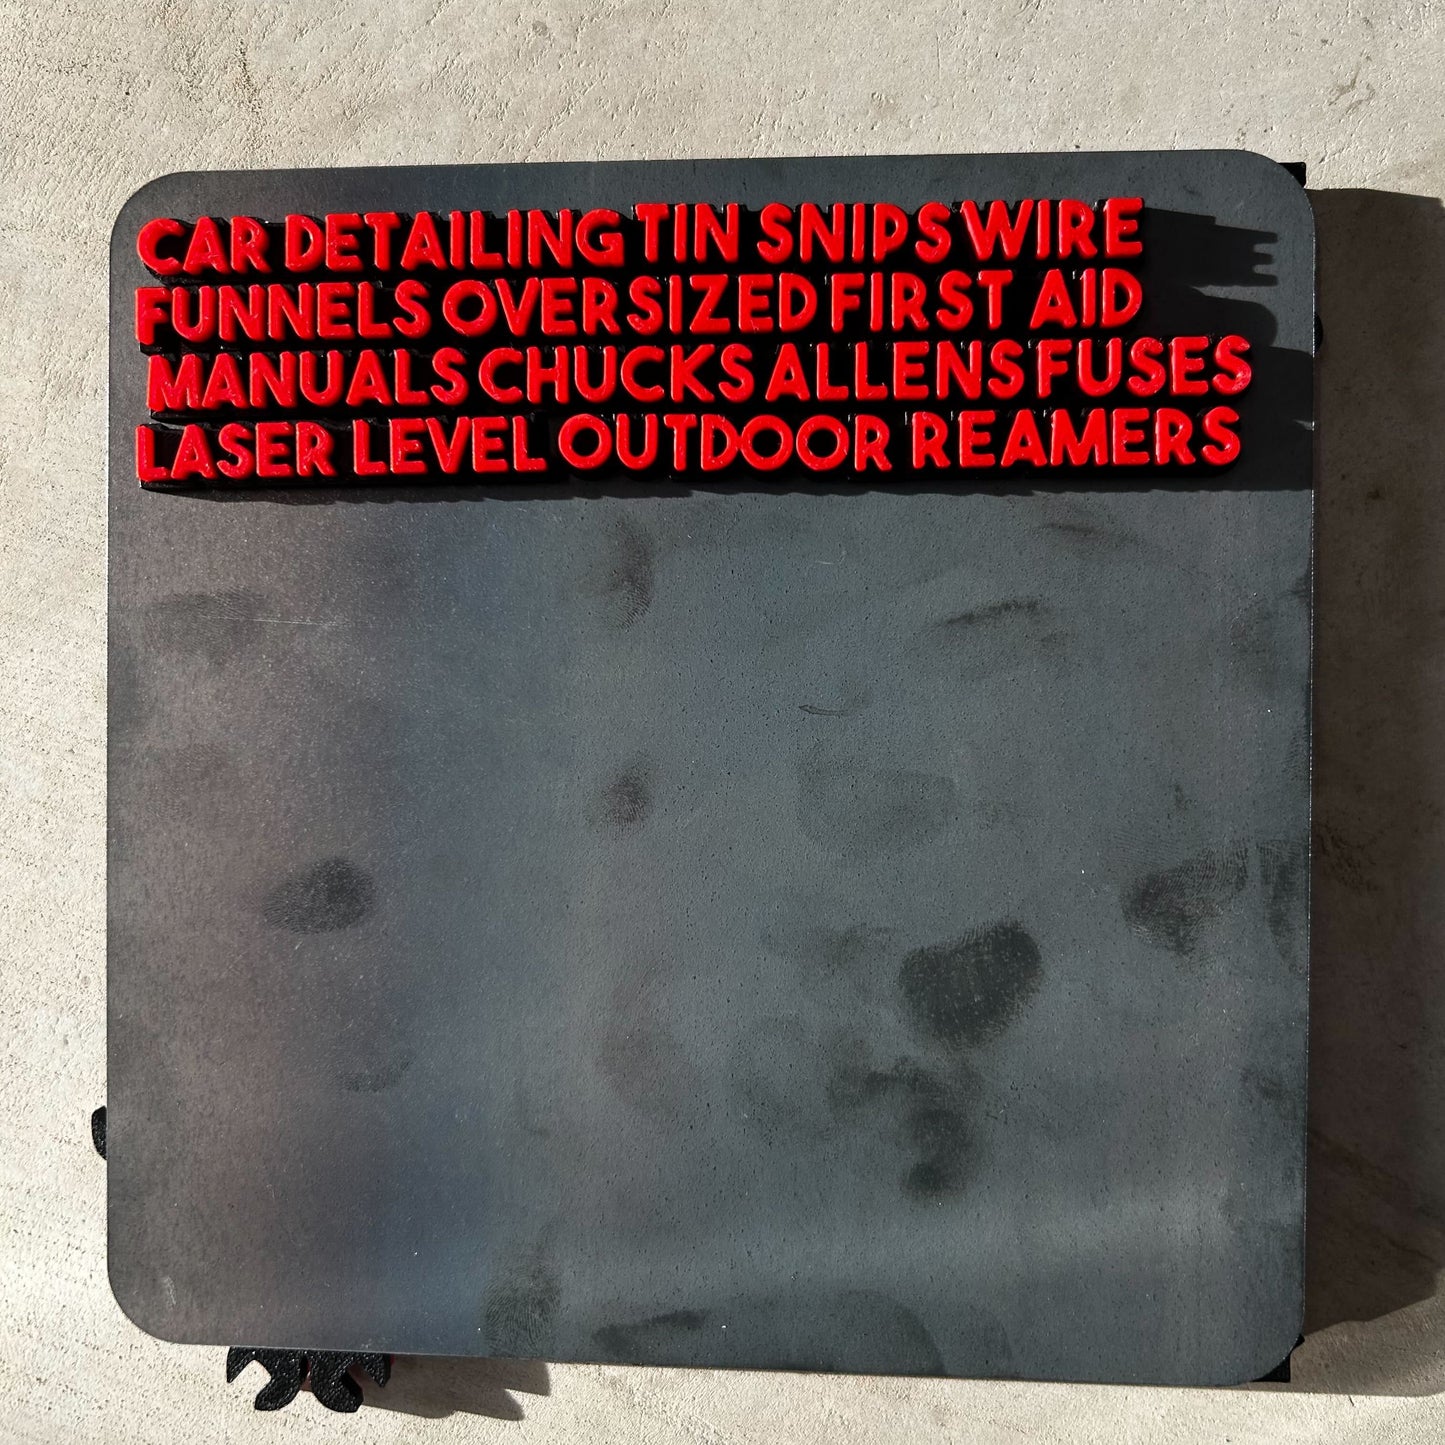 CAR DETAILING TIN SNIPS WIRE
FUNNELS OVERSIZED FIRST AID
MANUALS CHUCKS ALLENS FUSES
LASER LEVEL OUTDOOR REAMERS